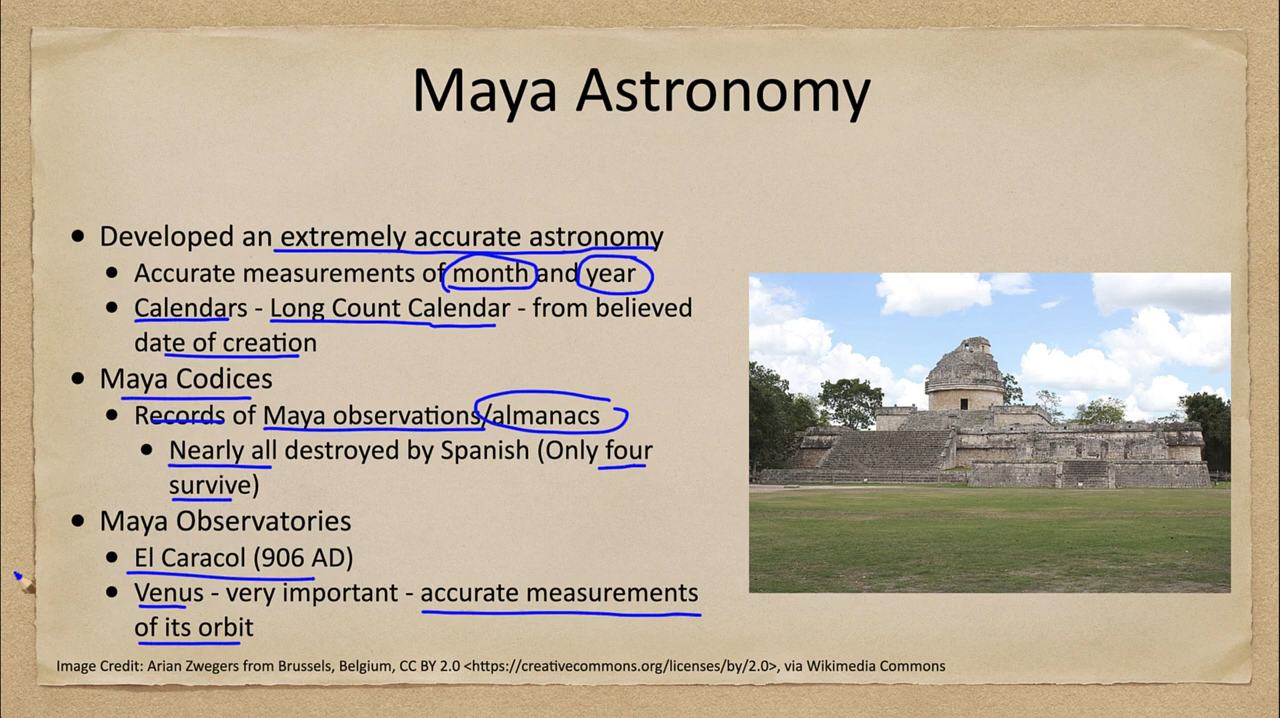 Maya Astronomy
• Developed an extremely accurate astronomy
• Accurate measurements of month and year
• Calendars - Long Count Calendar - from believed
date of creation
• Maya Codices
• Records of Maya observations/almanacs
• Nearly all destroyed by Spanish (Only four
survive)
• Maya Observatories
• El Caracol (906 AD)
• Venus - very important - accurate measurements
of its orbit
Image Credit: Arian Zwegers from Brussels, Belgium, CC BY 2.0 <https://creativecommons.org/licenses/by/2.0>, via Wikimedia Commons